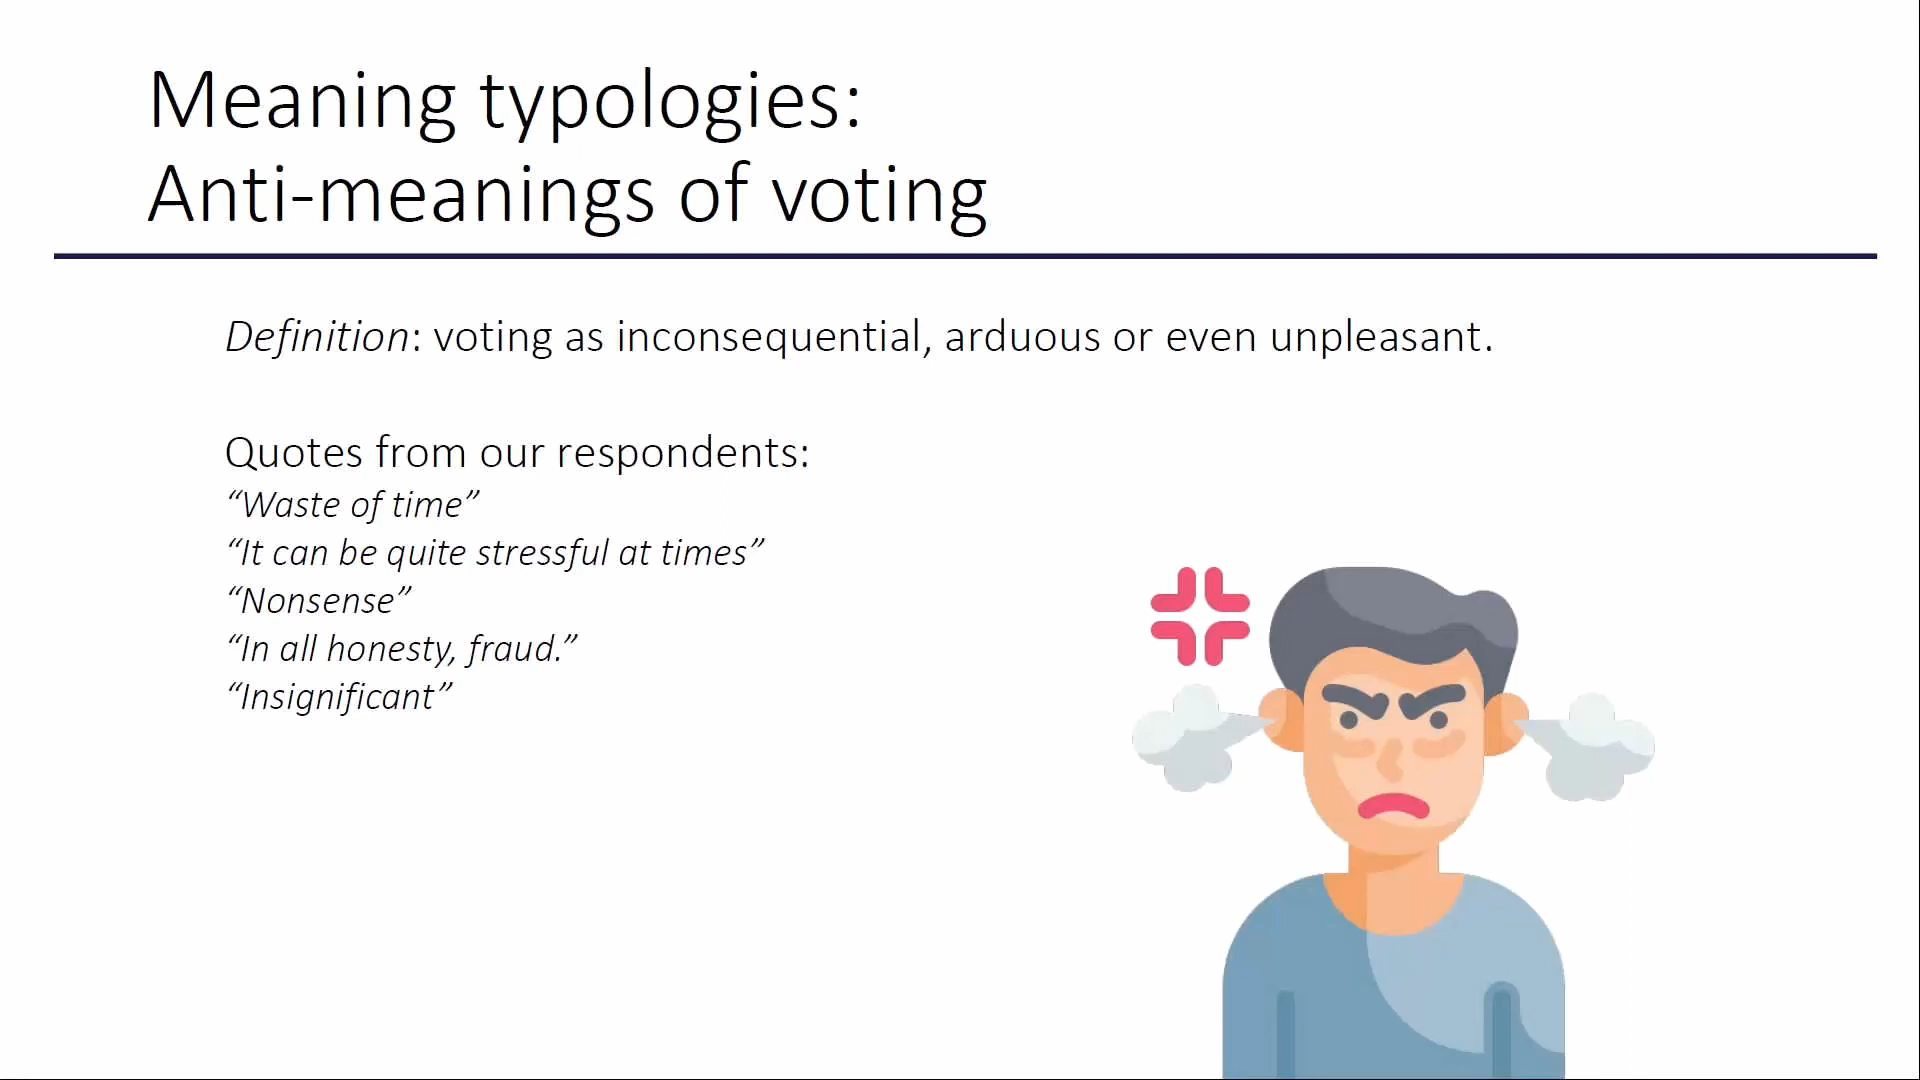 Meaning typologies:
Anti-meanings of voting
Definition: voting as inconsequential, arduous or even unpleasant.
Quotes from our respondents:
“Waste of time”
“It can be quite stressful at times”
“Nonsense”
“In all honesty, fraud.”
“Insignificant”